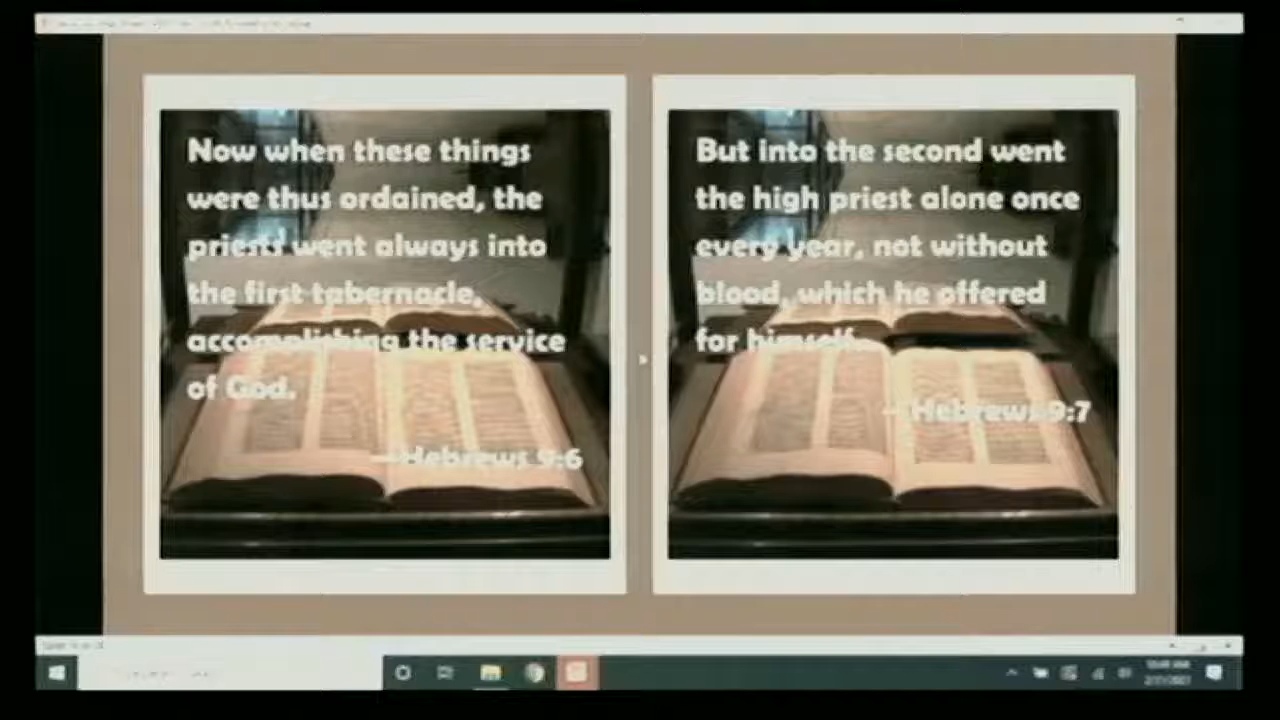 Now when these things
were thus ordained, the
priests went always into
the first tabernacle,
accomplishing the service
of God.
—Hebrews 9:6
But into the second went
the high priest alone once
every year, not without
blood, which he offered
for himself...
— Hebrews 9:7